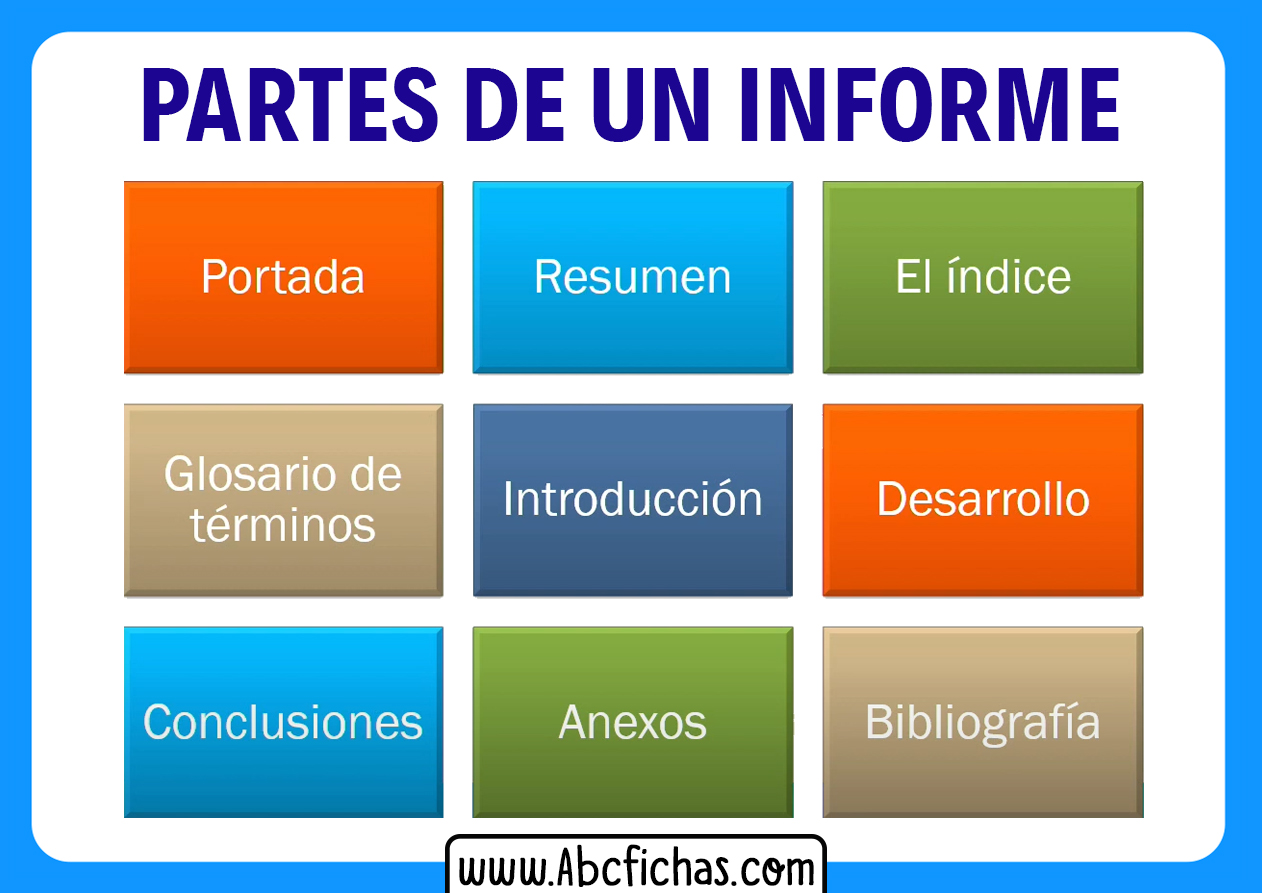 PARTES DE UN INFORME
Portada
Resumen
El índice
Glosario de
términos
Introducción
Desarrollo
Conclusiones
Anexos
Bibliografía
www.Abcfichas.com